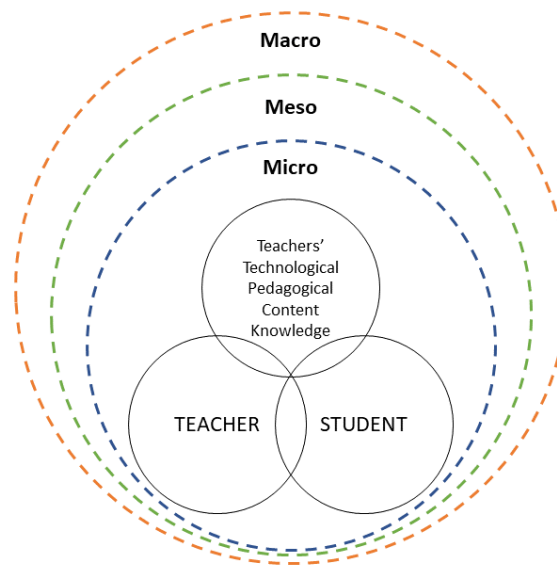 Macro
Meso
Micro
Teachers'
Technological
Pedagogical
Content
Knowledge
TEACHER
STUDENT